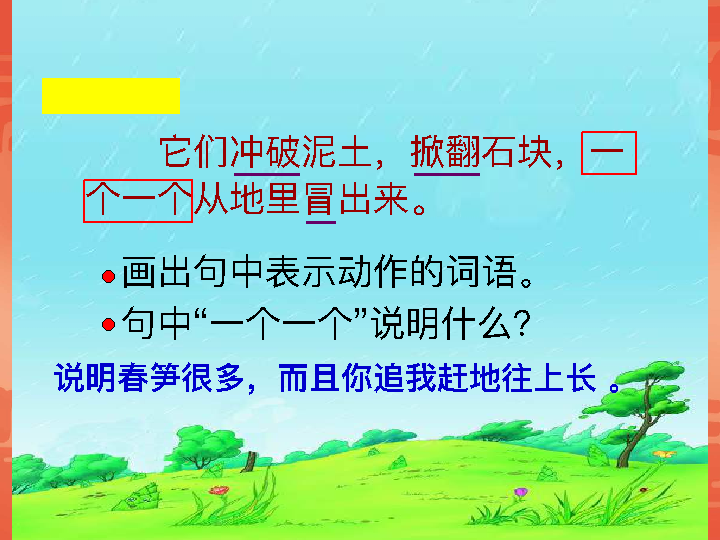 它们冲破泥土，掀翻石块，一
个一个从地里冒出来。
画出句中表示动作的词语。
句中“一个一个”说明什么？
说明春笋很多，而且你追我赶地往上长 。